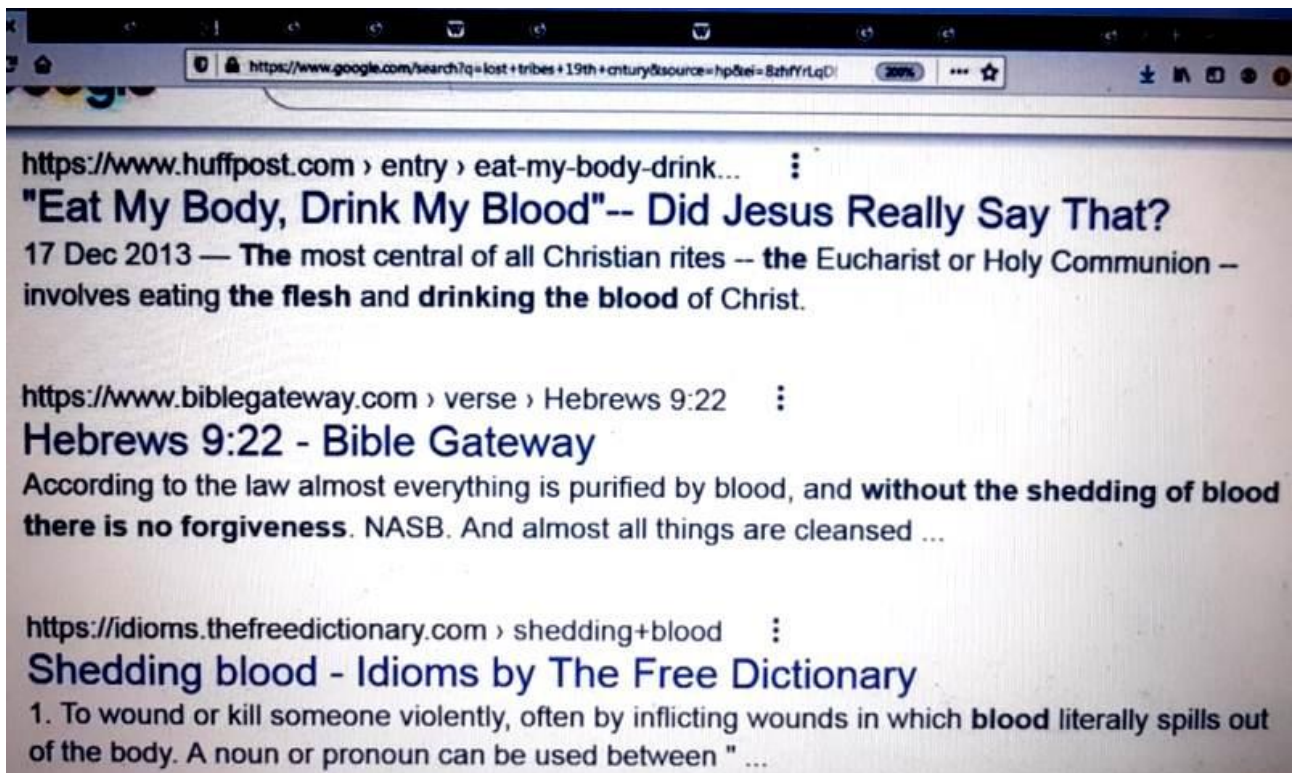 https://www.google.com/search?q=lost+tribes+19th+cntury&source=hp&ei=8zhfYrLqD
200%
https://www.huffpost.com › entry › eat-my-body-drink...
"Eat My Body, Drink My Blood"-- Did Jesus Really Say That?
17 Dec 2013 — The most central of all Christian rites -- the Eucharist or Holy Communion --
involves eating the flesh and drinking the blood of Christ.
https://www.biblegateway.com › verse › Hebrews 9:22
Hebrews 9:22 - Bible Gateway
According to the law almost everything is purified by blood, and without the shedding of blood
there is no forgiveness. NASB. And almost all things are cleansed ...
https://idioms.thefreedictionary.com › shedding+blood
Shedding blood - Idioms by The Free Dictionary
1. To wound or kill someone violently, often by inflicting wounds in which blood literally spills out
of the body. A noun or pronoun can be used between " ...